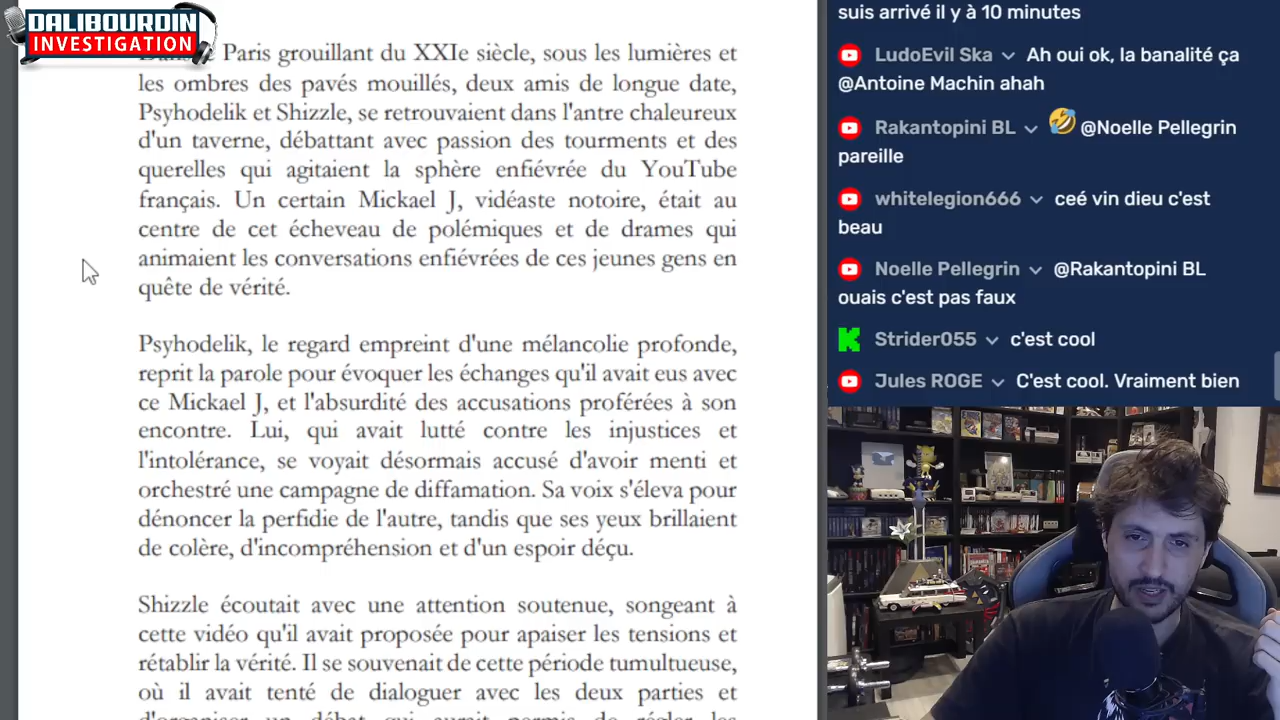 DALIBOURDIN
INVESTIGATION
Paris grouillant du XXIe siècle, sous les lumières et
les ombres des pavés mouillés, deux amis de longue date,
Psyhodelik et Shizzle, se retrouvaient dans l'antre chaleureux
d'un taverne, débattant avec passion des tourments et des
querelles qui agitaient la sphère enfiévrée du YouTube
français. Un certain Mickael J, vidéaste notoire, était au
centre de cet écheveau de polémiques et de drames qui
animaient les conversations enfiévrées de ces jeunes gens en
quête de vérité.
Psyhodelik, le regard empreint d'une mélancolie profonde,
reprit la parole pour évoquer les échanges qu'il avait eus avec
ce Mickael J, et l'absurdité des accusations proférées à son
encontre. Lui, qui avait lutté contre les injustices et
l'intolérance, se voyait désormais accusé d'avoir menti et
orchestré une campagne de diffamation. Sa voix s'éleva pour
dénoncer la perfidie de l'autre, tandis que ses yeux brillaient
de colère, d'incompréhension et d'un espoir déçu.
Shizzle écoutait avec une attention soutenue, songeant à
cette vidéo qu'il avait proposée pour apaiser les tensions et
rétablir la vérité. Il se souvenait de cette période tumultueuse,
où il avait tenté de dialoguer avec les deux parties et
d'organiser un débat qui aurait permis de régler les
suis arrivé il y à 10 minutes
LudoEvil Ska Ah oui ok, la banalité ça
@Antoine Machin ahah
Rakantopini BL 🤣 @Noelle Pellegrin
pareille
whitelegion666 ceé vin dieu c'est
beau
Noelle Pellegrin @Rakantopini BL
ouais c'est pas faux
Strider055 c'est cool
Jules ROGE C'est cool. Vraiment bien